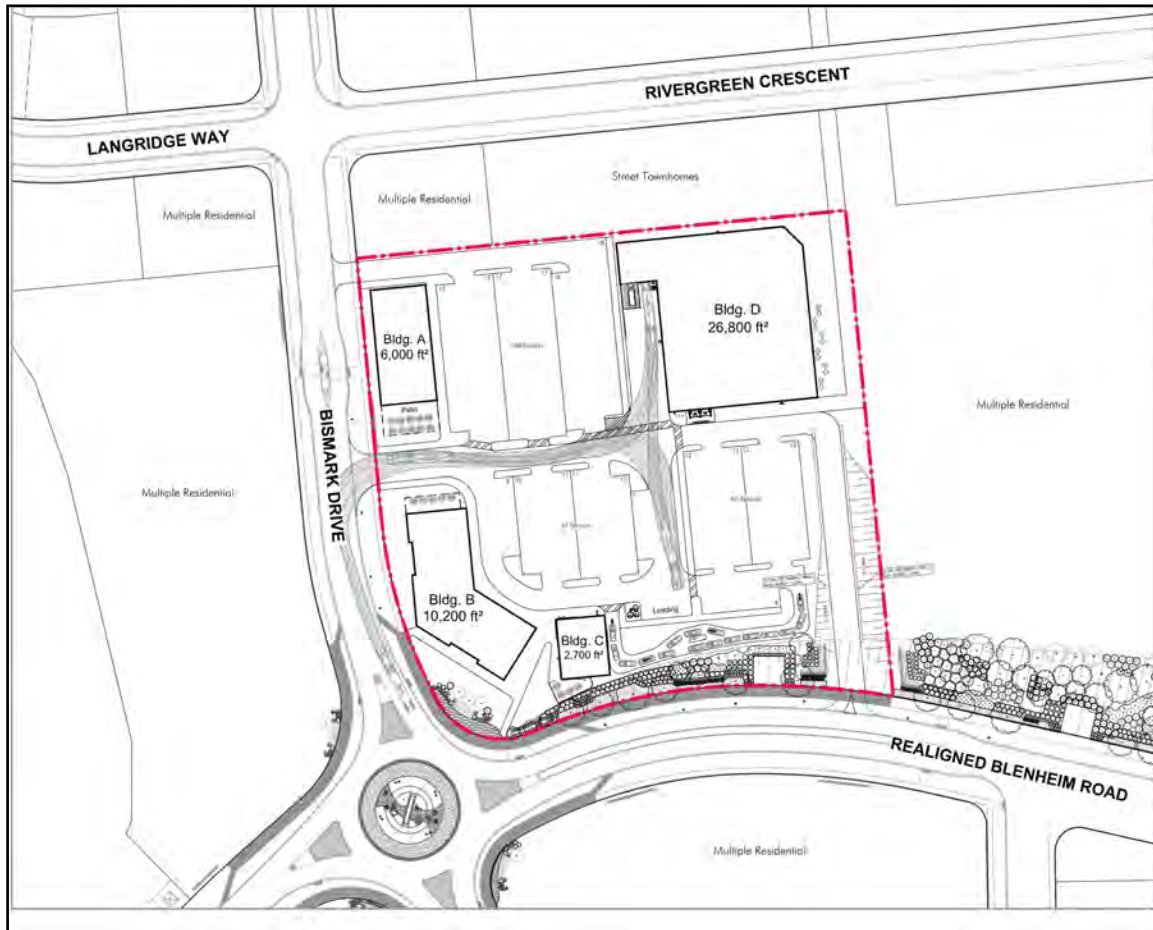 RIVERGREEN CRESCENT
LANGRIDGE WAY
Street Townhomes
Multiple Residential
Multiple Residential
Bldg. D
26,800 ft²
Bldg. A
6,000 ft²
Patio
Multiple Residential
BISMARK DRIVE
Multiple Residential
Bldg. B
10,200 ft²
Loading
Bldg. C
2,700 ft²
REALIGNED BLENHEIM ROAD
Multiple Residential